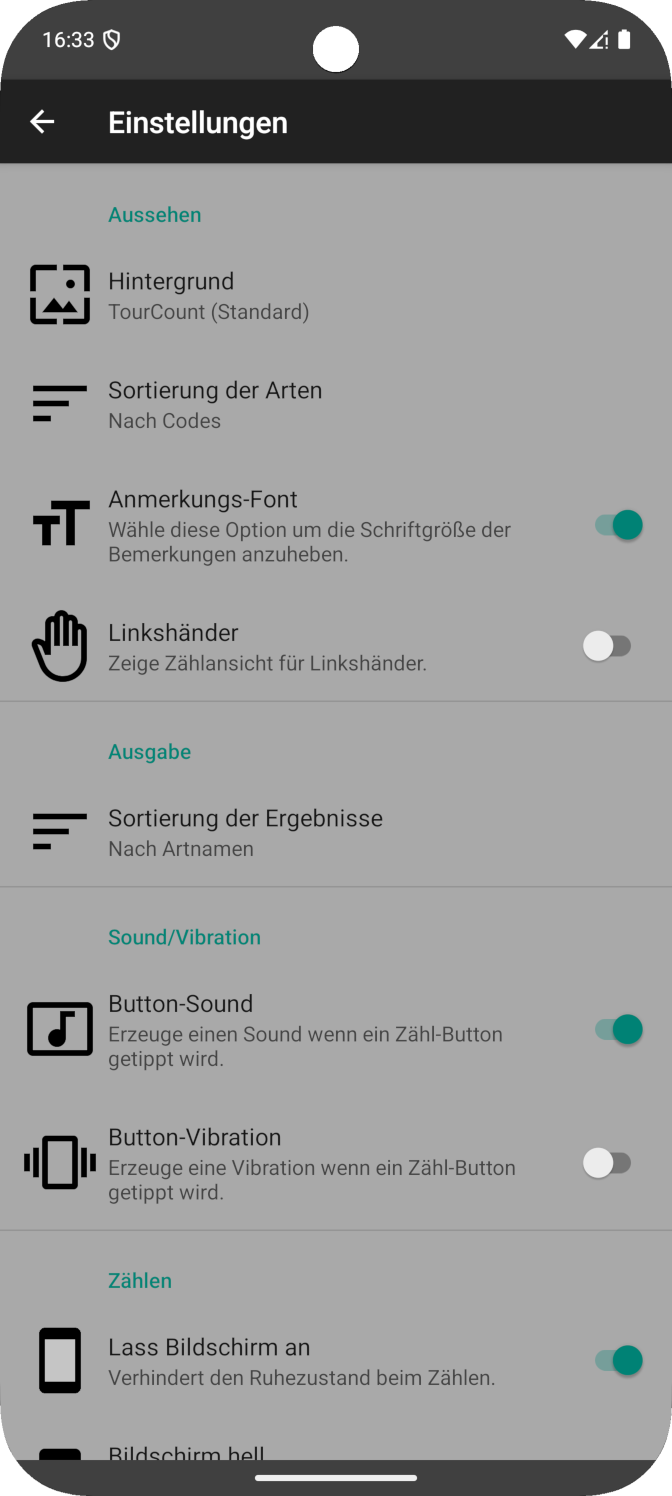 16:33
Einstellungen
Aussehen
Hintergrund
TourCount (Standard)
Sortierung der Arten
Nach Codes
Anmerkungs-Font
Wähle diese Option um die Schriftgröße der
Bemerkungen anzuheben.
Linkshänder
Zeige Zählansicht für Linkshänder.
Ausgabe
Sortierung der Ergebnisse
Nach Artnamen
Sound/Vibration
Button-Sound
Erzeuge einen Sound wenn ein Zähl-Button
getippt wird.
Button-Vibration
Erzeuge eine Vibration wenn ein Zähl-Button
getippt wird.
Zählen
Lass Bildschirm an
Verhindert den Ruhezustand beim Zählen.
Bildschirm hell